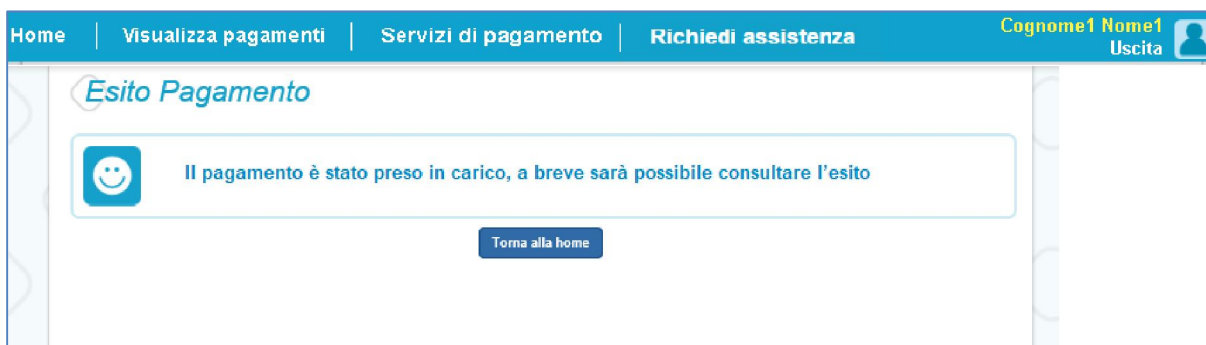 Home | Visualizza pagamenti | Servizi di pagamento | Richiedi assistenza
Cognome1 Nome1
Uscita
Esito Pagamento
Il pagamento è stato preso in carico, a breve sarà possibile consultare l'esito
Torna alla home